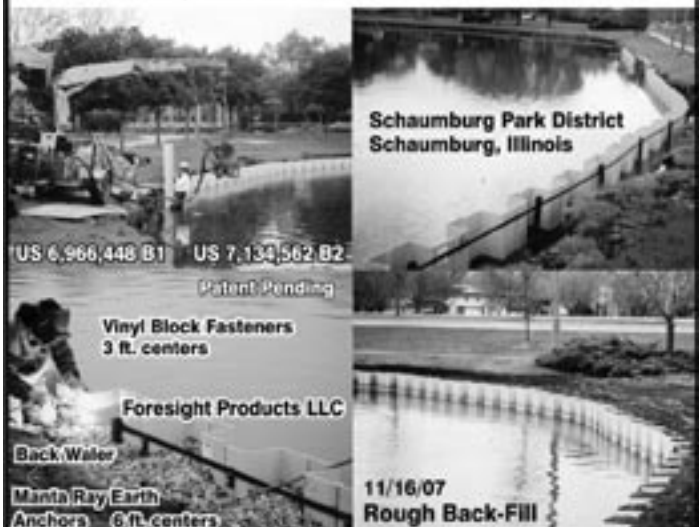 Schaumburg Park District
Schaumburg, Illinois
"US 6,966,448 B1 US 7,134,562 B2
Patent Pending
Vinyl Block Fasteners
3 ft. centers
Foresight Products LLC
Back Waler
Manta Ray Earth
Anchors 6 ft. centers
11/16/07
Rough Back-Fill